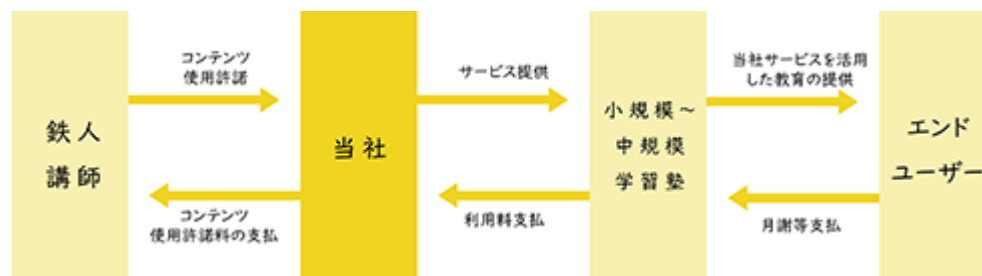 鉄人
講師
コンテンツ
使用許諾
コンテンツ
使用許諾料の支払
当社
サービス提供
利用料支払
小規模～
中規模
学習塾
当社サービスを活用
した教育の提供
月謝等支払
エンド
ユーザー